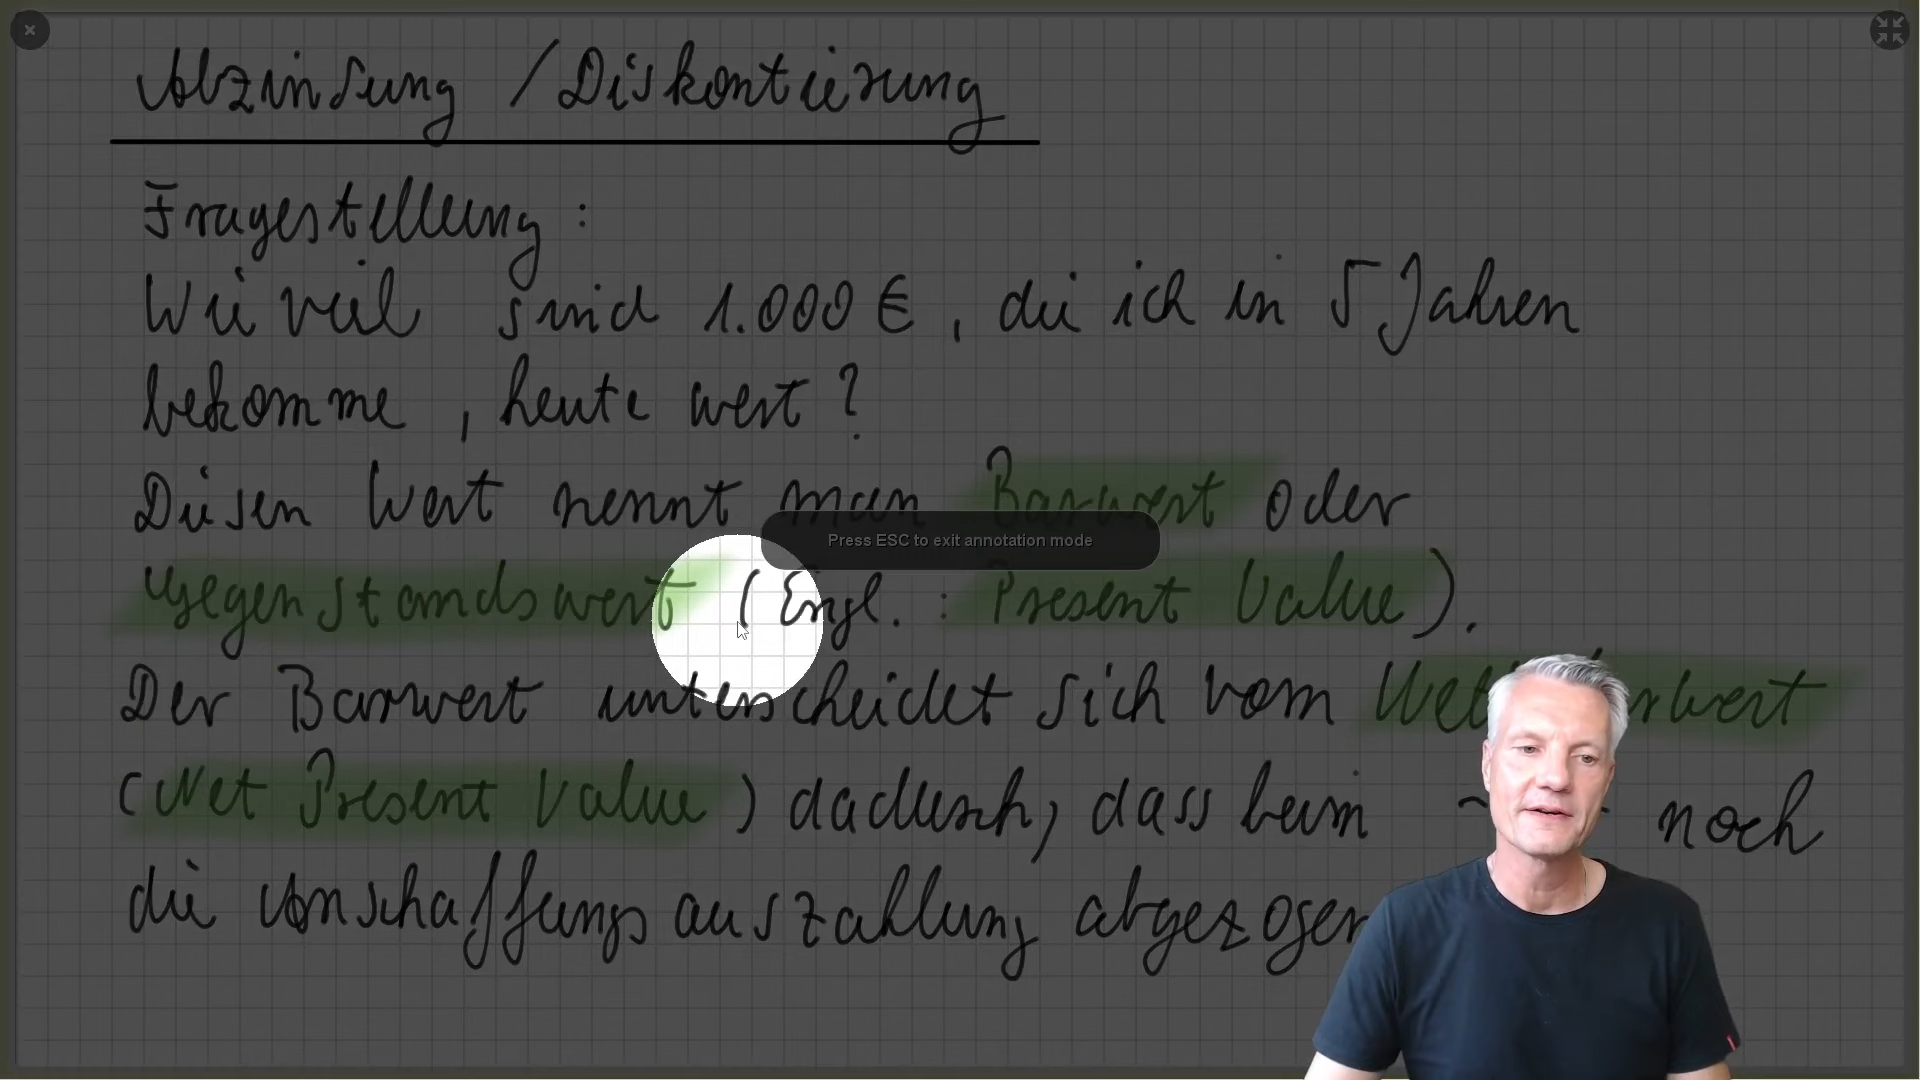 Abzinsung / Diskontierung
Fragestellung:
Wie viel sind 1.000 €, die ich in 5 Jahren
bekomme, heute wert?
Diesen Wert nennt man Barwert oder
Gegenstandswert (Engl.: Present Value).
Press ESC to exit annotation mode
Der Barwert unterscheidet sich vom
(Net Present Value) dadurch, dass beim noch
die Anschaffungsauszahlung